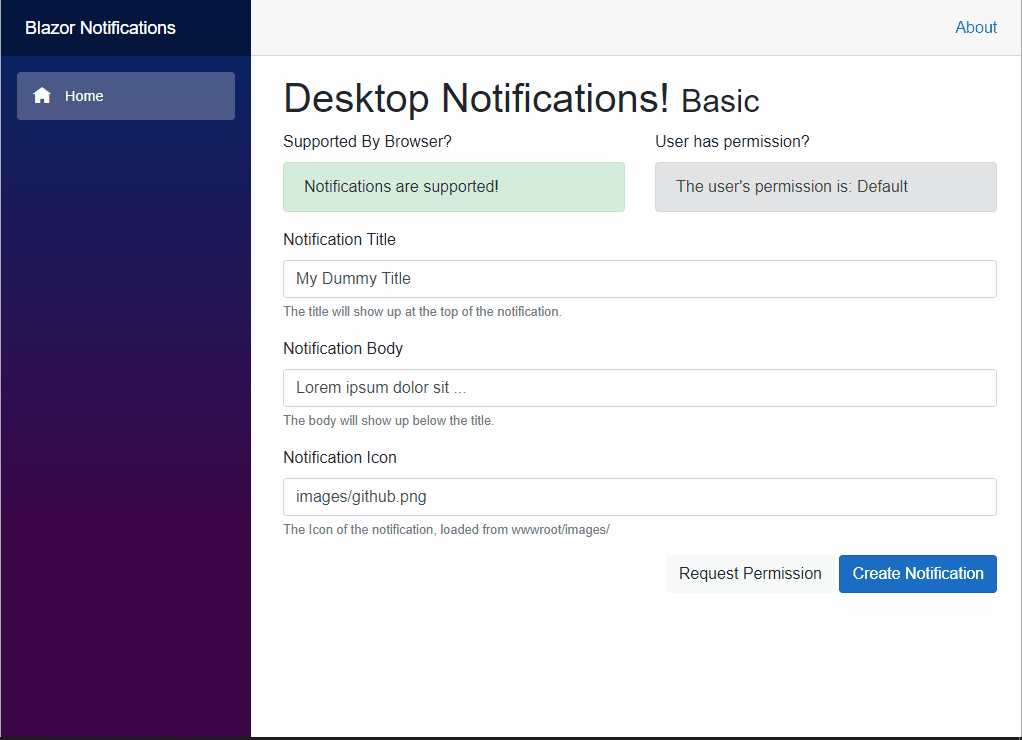 Blazor Notifications
About
Home
Desktop Notifications! Basic
Supported By Browser?
User has permission?
Notifications are supported!
The user's permission is: Default
Notification Title
My Dummy Title
The title will show up at the top of the notification.
Notification Body
Lorem ipsum dolor sit ...
The body will show up below the title.
Notification Icon
images/github.png
The Icon of the notification, loaded from wwwroot/images/
Request Permission
Create Notification